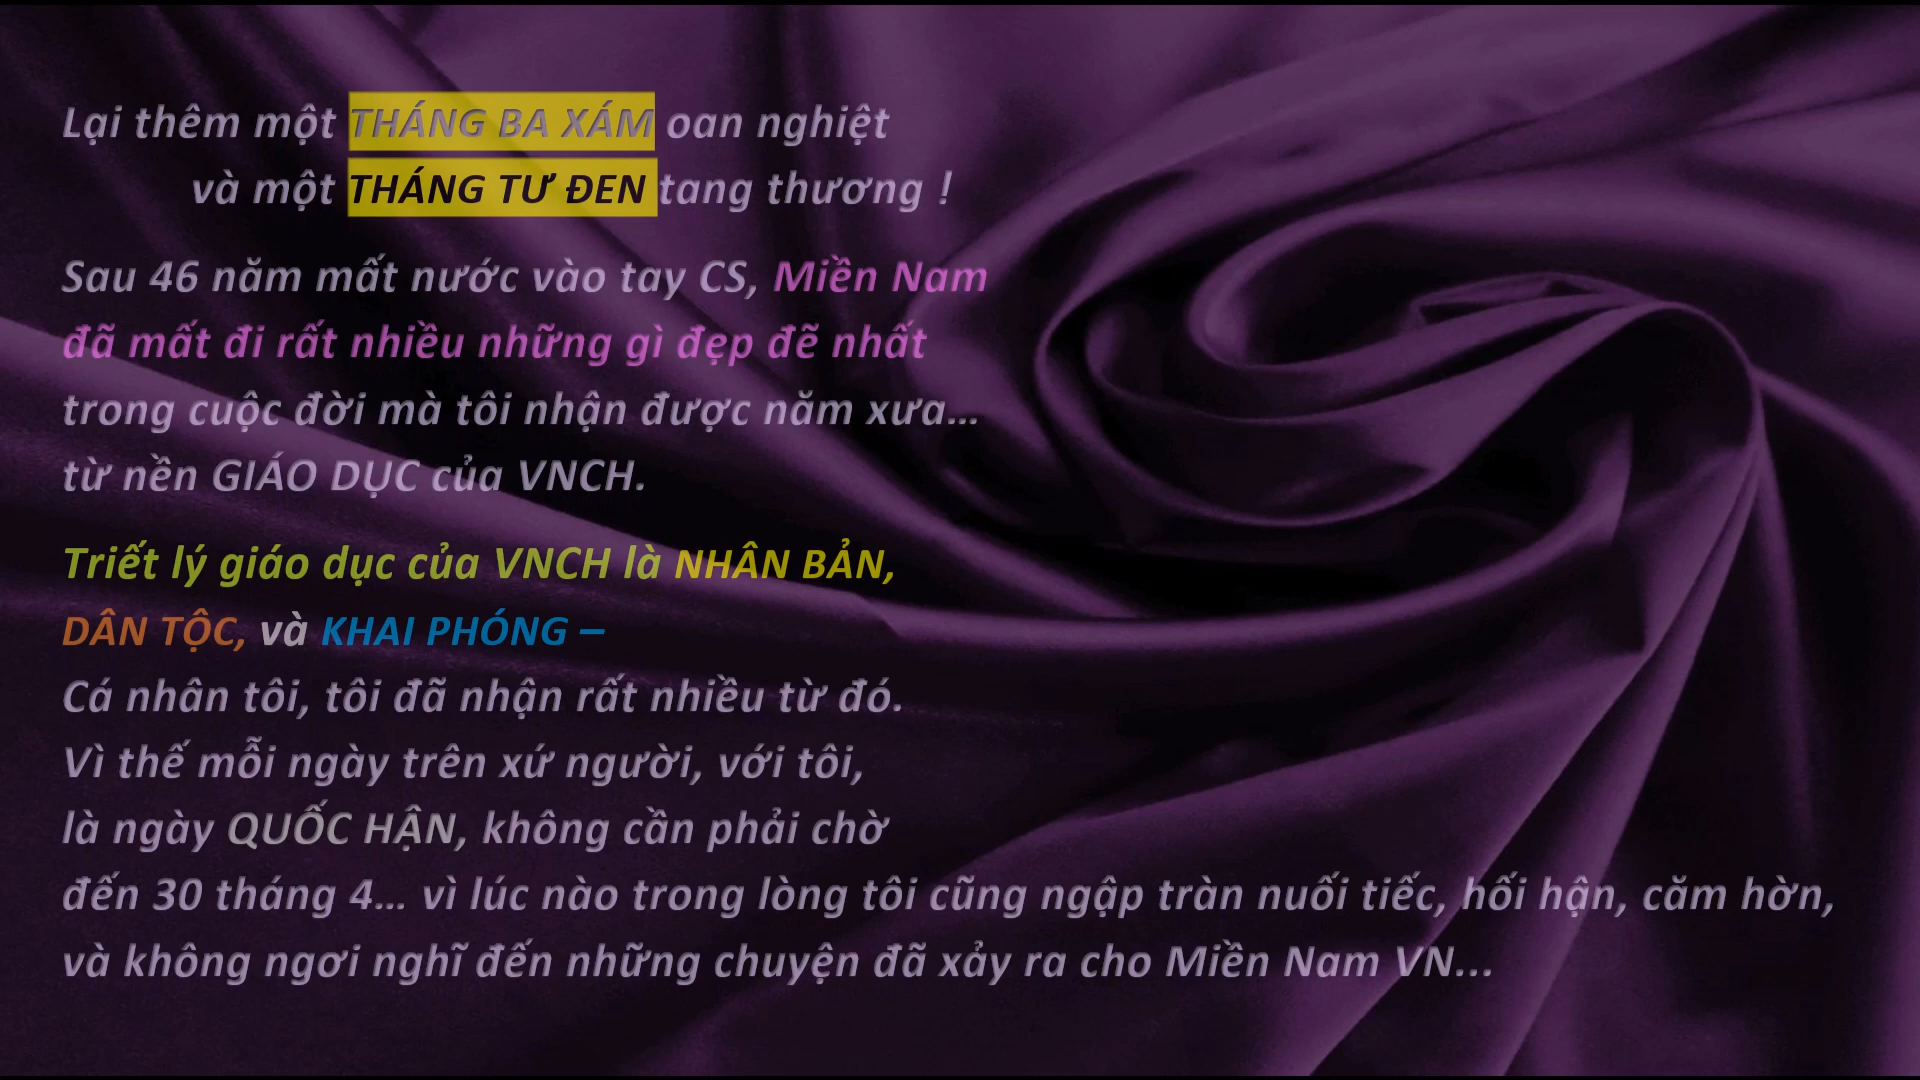 Lại thêm một THÁNG BA XÁM oan nghiệt
và một THÁNG TƯ ĐEN tang thương !
Sau 46 năm mất nước vào tay CS, Miền Nam
đã mất đi rất nhiều những gì đẹp đẽ nhất
trong cuộc đời mà tôi nhận được năm xưa...
từ nền GIÁO DỤC của VNCH.
Triết lý giáo dục của VNCH là NHÂN BẢN,
DÂN TỘC, và KHAI PHÓNG –
Cá nhân tôi, tôi đã nhận rất nhiều từ đó.
Vì thế mỗi ngày trên xứ người, với tôi,
là ngày QUỐC HẬN, không cần phải chờ
đến 30 tháng 4... vì lúc nào trong lòng tôi cũng ngập tràn nuối tiếc, hối hận, căm hờn,
và không ngơi nghĩ đến những chuyện đã xảy ra cho Miền Nam VN...